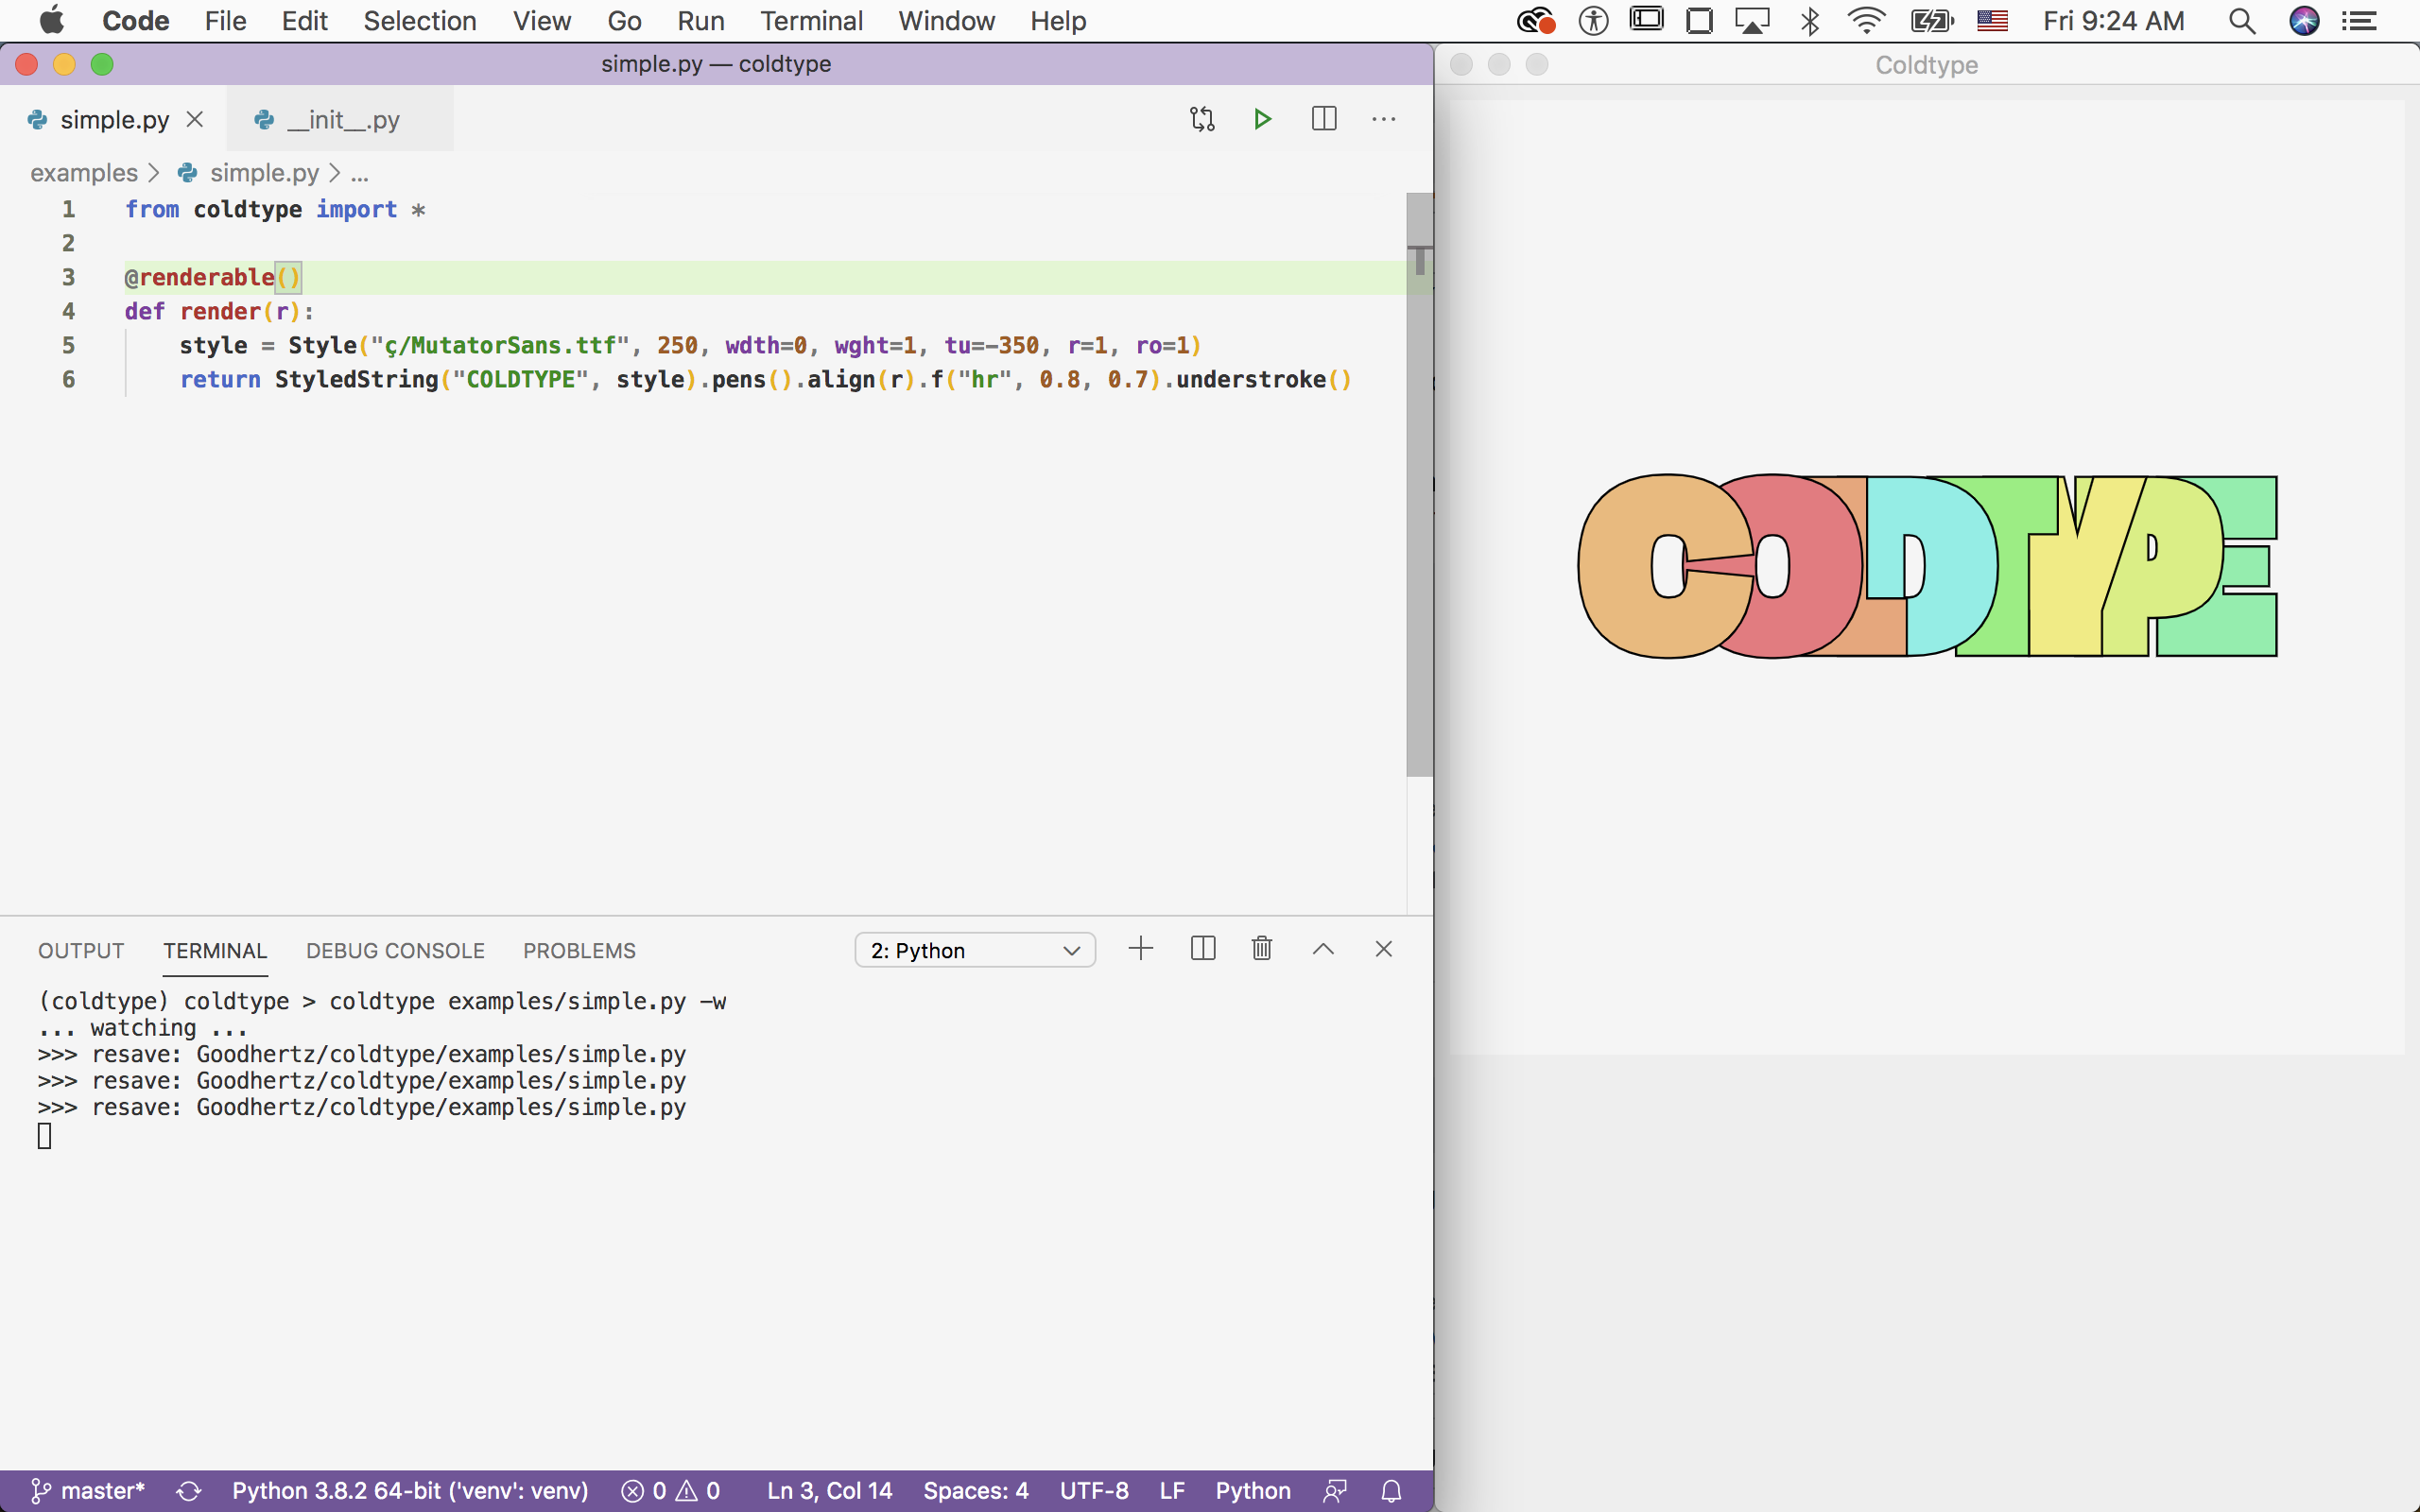 Code File Edit Selection View Go Run Terminal Window Help Fri 9:24 AM
simple.py — coldtype
Coldtype
simple.py __init__.py
examples > simple.py > ...
1 from coldtype import *
2
3 @renderable()
4 def render(r):
5 style = Style("ç/MutatorSans.ttf", 250, wdth=0, wght=1, tu=-350, r=1, ro=1)
6 return StyledString("COLDTYPE", style).pens().align(r).f("hr", 0.8, 0.7).understroke()
COLDTYPE
OUTPUT TERMINAL DEBUG CONSOLE PROBLEMS 2: Python
(coldtype) coldtype > coldtype examples/simple.py -w
... watching ...
>>> resave: Goodhertz/coldtype/examples/simple.py
>>> resave: Goodhertz/coldtype/examples/simple.py
>>> resave: Goodhertz/coldtype/examples/simple.py
master* Python 3.8.2 64-bit ('venv': venv) 0 0 Ln 3, Col 14 Spaces: 4 UTF-8 LF Python